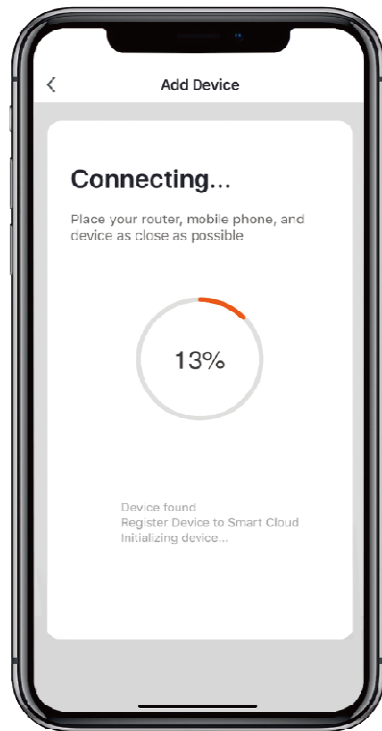 Add Device
Connecting...
Place your router, mobile phone, and
device as close as possible
13%
Device found
Register Device to Smart Cloud
Initializing device...